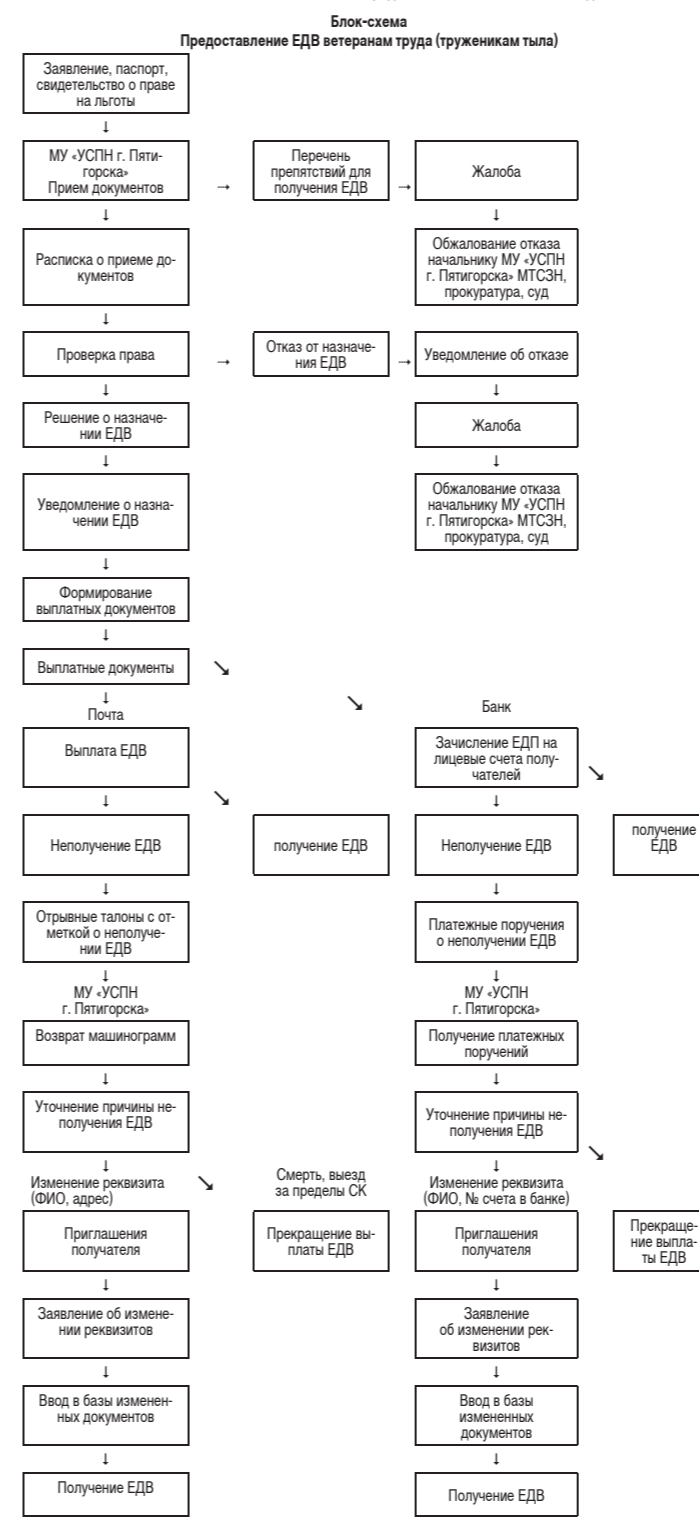 Блок-схема
Предоставление ЕДВ ветеранам труда (труженикам тыла)
Заявление, паспорт,
свидетельство о праве
на льготы
↓
МУ «УСПН г. Пяти-
горска»
Прием документов
→
Перечень
препятствий для
получения ЕДВ
→
Жалоба
↓
↓
Расписка о приеме до-
кументов
Обжалование отказа
начальнику МУ «УСПН
г. Пятигорска» МТСЗН,
прокуратура, суд
↓
Проверка права
→
Отказ от назначе-
ния ЕДВ
→
Уведомление об отказе
↓
↓
Решение о назначе-
нии ЕДВ
Жалоба
↓
↓
Уведомление о назна-
чении ЕДВ
Обжалование отказа
начальнику МУ «УСПН
г. Пятигорска» МТСЗН,
прокуратура, суд
↓
Формирование
выплатных документов
↓
Выплатные документы
↘
↓
Почта
↘
Банк
Выплата ЕДВ
Зачисление ЕДП на
лицевые счета полу-
чателей
↘
↓
↘
↓
Неполучение ЕДВ
получение ЕДВ
Неполучение ЕДВ
получение
ЕДВ
↓
↓
Отрывные талоны с от-
меткой о неполуче-
нии ЕДВ
Платежные поручения
о неполучении ЕДВ
↓
↓
МУ «УСПН
г. Пятигорска»
МУ «УСПН
г. Пятигорска»
Возврат машинограмм
Получение платежных
поручений
↓
↓
Уточнение причины не-
получения ЕДВ
Уточнение причины не-
получения ЕДВ
↘
↓
↓
Изменение реквизита
(ФИО, адрес)
↘
Смерть, выезд
за пределы СК
Изменение реквизита
(ФИО, № счета в банке)
Приглашения
получателя
Прекращение вы-
платы ЕДВ
Приглашения
получателя
Прекраще-
ние выпла-
ты ЕДВ
↓
↓
Заявление об измене-
нии реквизитов
Заявление
об изменении рек-
визитов
↓
↓
Ввод в базы изменен-
ных документов
Ввод в базы
измененных
документов
↓
↓
Получение ЕДВ
Получение ЕДВ